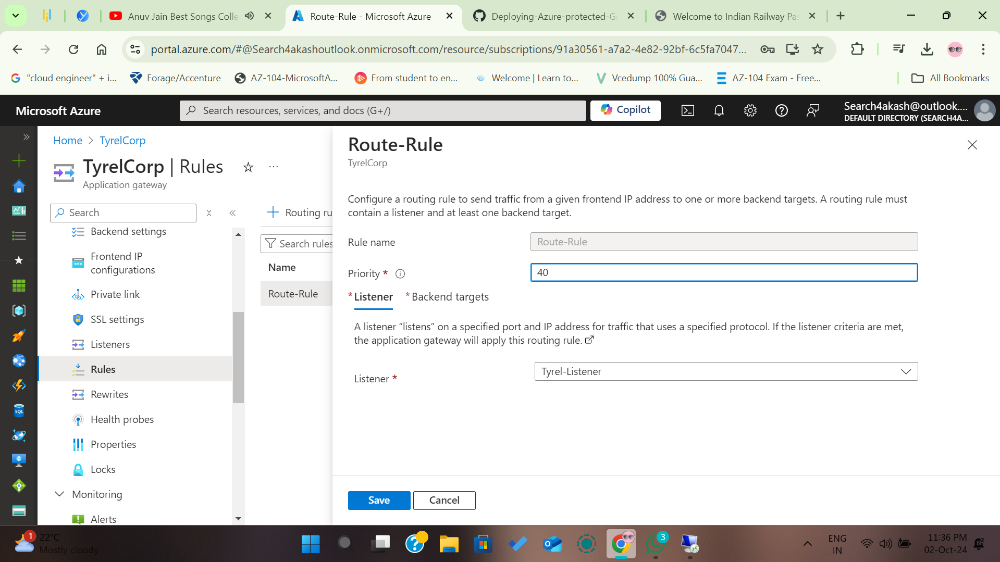 Anuv Jain Best Songs Colle
Route-Rule - Microsoft Azure
Deploying-Azure-protected-G
Welcome to Indian Railway Pas
portal.azure.com/#@Search4akashoutlook.onmicrosoft.com/resource/subscriptions/91a30561-a7a2-4e82-92bf-6c5fa7047...
"cloud engineer" + i...
Forage/Accenture
AZ-104-MicrosoftA...
From student to en...
Welcome | Learn to...
Vcedump 100% Gua...
AZ-104 Exam - Free...
All Bookmarks
Microsoft Azure
Search resources, services, and docs (G+/)
Copilot
Search4akash@outlook....
DEFAULT DIRECTORY (SEARCH4A...
Home > TyrelCorp
TyrelCorp | Rules
Application gateway
Search
Backend settings
Frontend IP
configurations
Private link
SSL settings
Listeners
Rules
Rewrites
Health probes
Properties
Locks
Monitoring
Alerts
SQL
Routing ru
Search rules
Name
Route-Rule
Route-Rule
TyrelCorp
Configure a routing rule to send traffic from a given frontend IP address to one or more backend targets. A routing rule must
contain a listener and at least one backend target.
Rule name
Route-Rule
Priority *
40
* Listener
* Backend targets
A listener “listens” on a specified port and IP address for traffic that uses a specified protocol. If the listener criteria are met,
the application gateway will apply this routing rule.
Listener *
Tyrel-Listener
Save
Cancel
1
22°C
Mostly cloudy
3
ENG
IN
11:36 PM
02-Oct-24